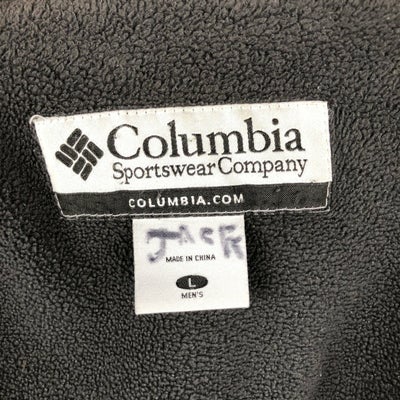 Columbia
Sportswear Company
COLUMBIA.COM
JACK
MADE IN CHINA
L
MEN'S